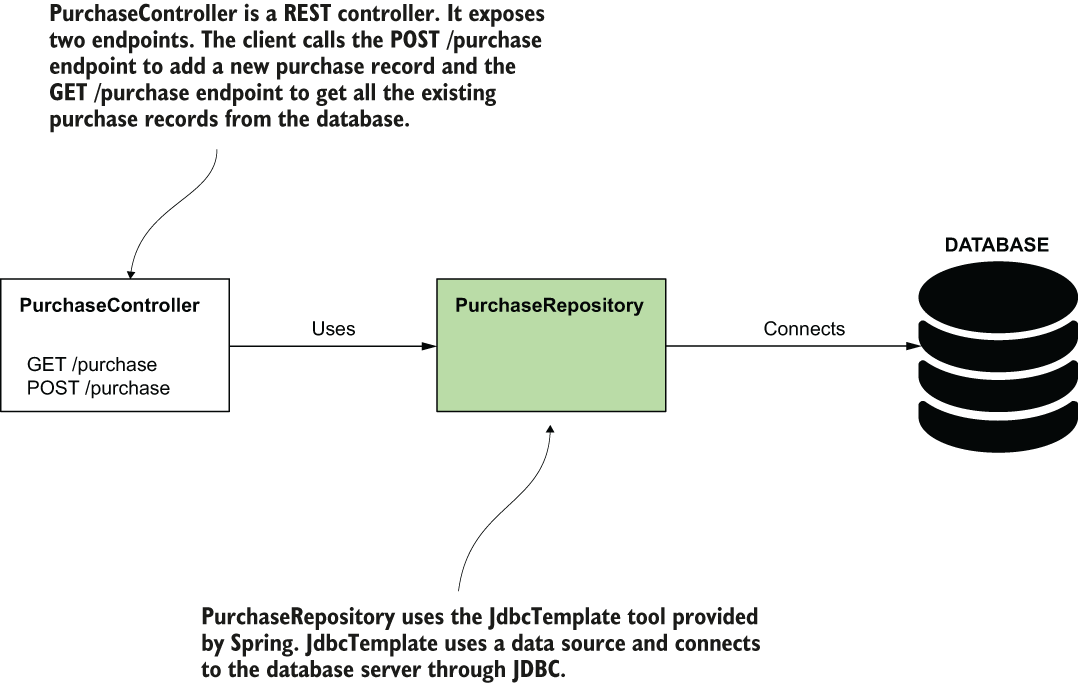 PurchaseController is a REST controller. It exposes
two endpoints. The client calls the POST /purchase
endpoint to add a new purchase record and the
GET /purchase endpoint to get all the existing
purchase records from the database.
DATABASE
PurchaseController
GET /purchase
POST /purchase
Uses
PurchaseRepository
Connects
PurchaseRepository uses the JdbcTemplate tool provided
by Spring. JdbcTemplate uses a data source and connects
to the database server through JDBC.